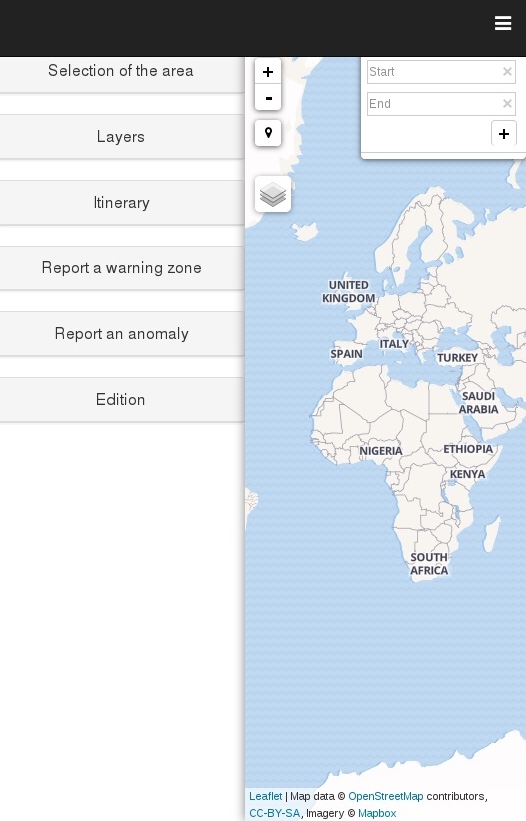 Selection of the area
Layers
Itinerary
Report a warning zone
Report an anomaly
Edition
+
-
Start ×
End ×
+
UNITED
KINGDOM
ITALY
SPAIN
TURKEY
SAUDI
ARABIA
NIGERIA
ETHIOPIA
KENYA
SOUTH
AFRICA
Leaflet | Map data © OpenStreetMap contributors,
CC-BY-SA, Imagery © Mapbox